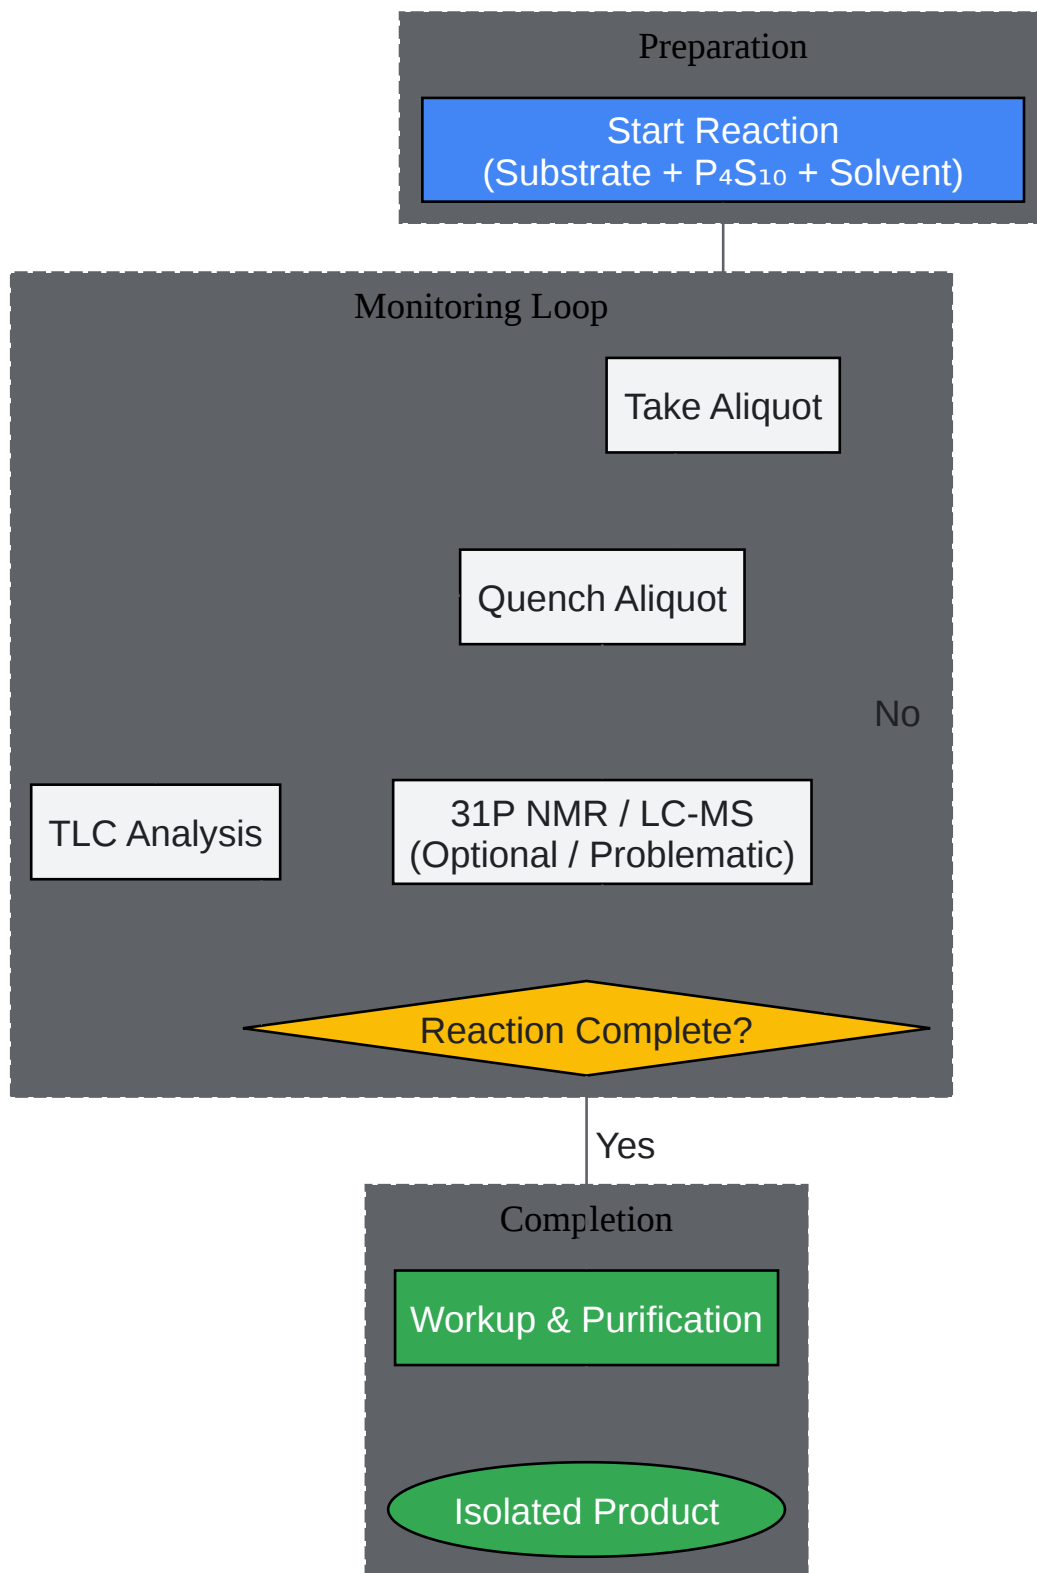 Preparation
Start Reaction
(Substrate + P₄S₁₀ + Solvent)
Monitoring Loop
Take Aliquot
Quench Aliquot
No
TLC Analysis
31P NMR / LC-MS
(Optional / Problematic)
Reaction Complete?
Yes
Completion
Workup & Purification
Isolated Product